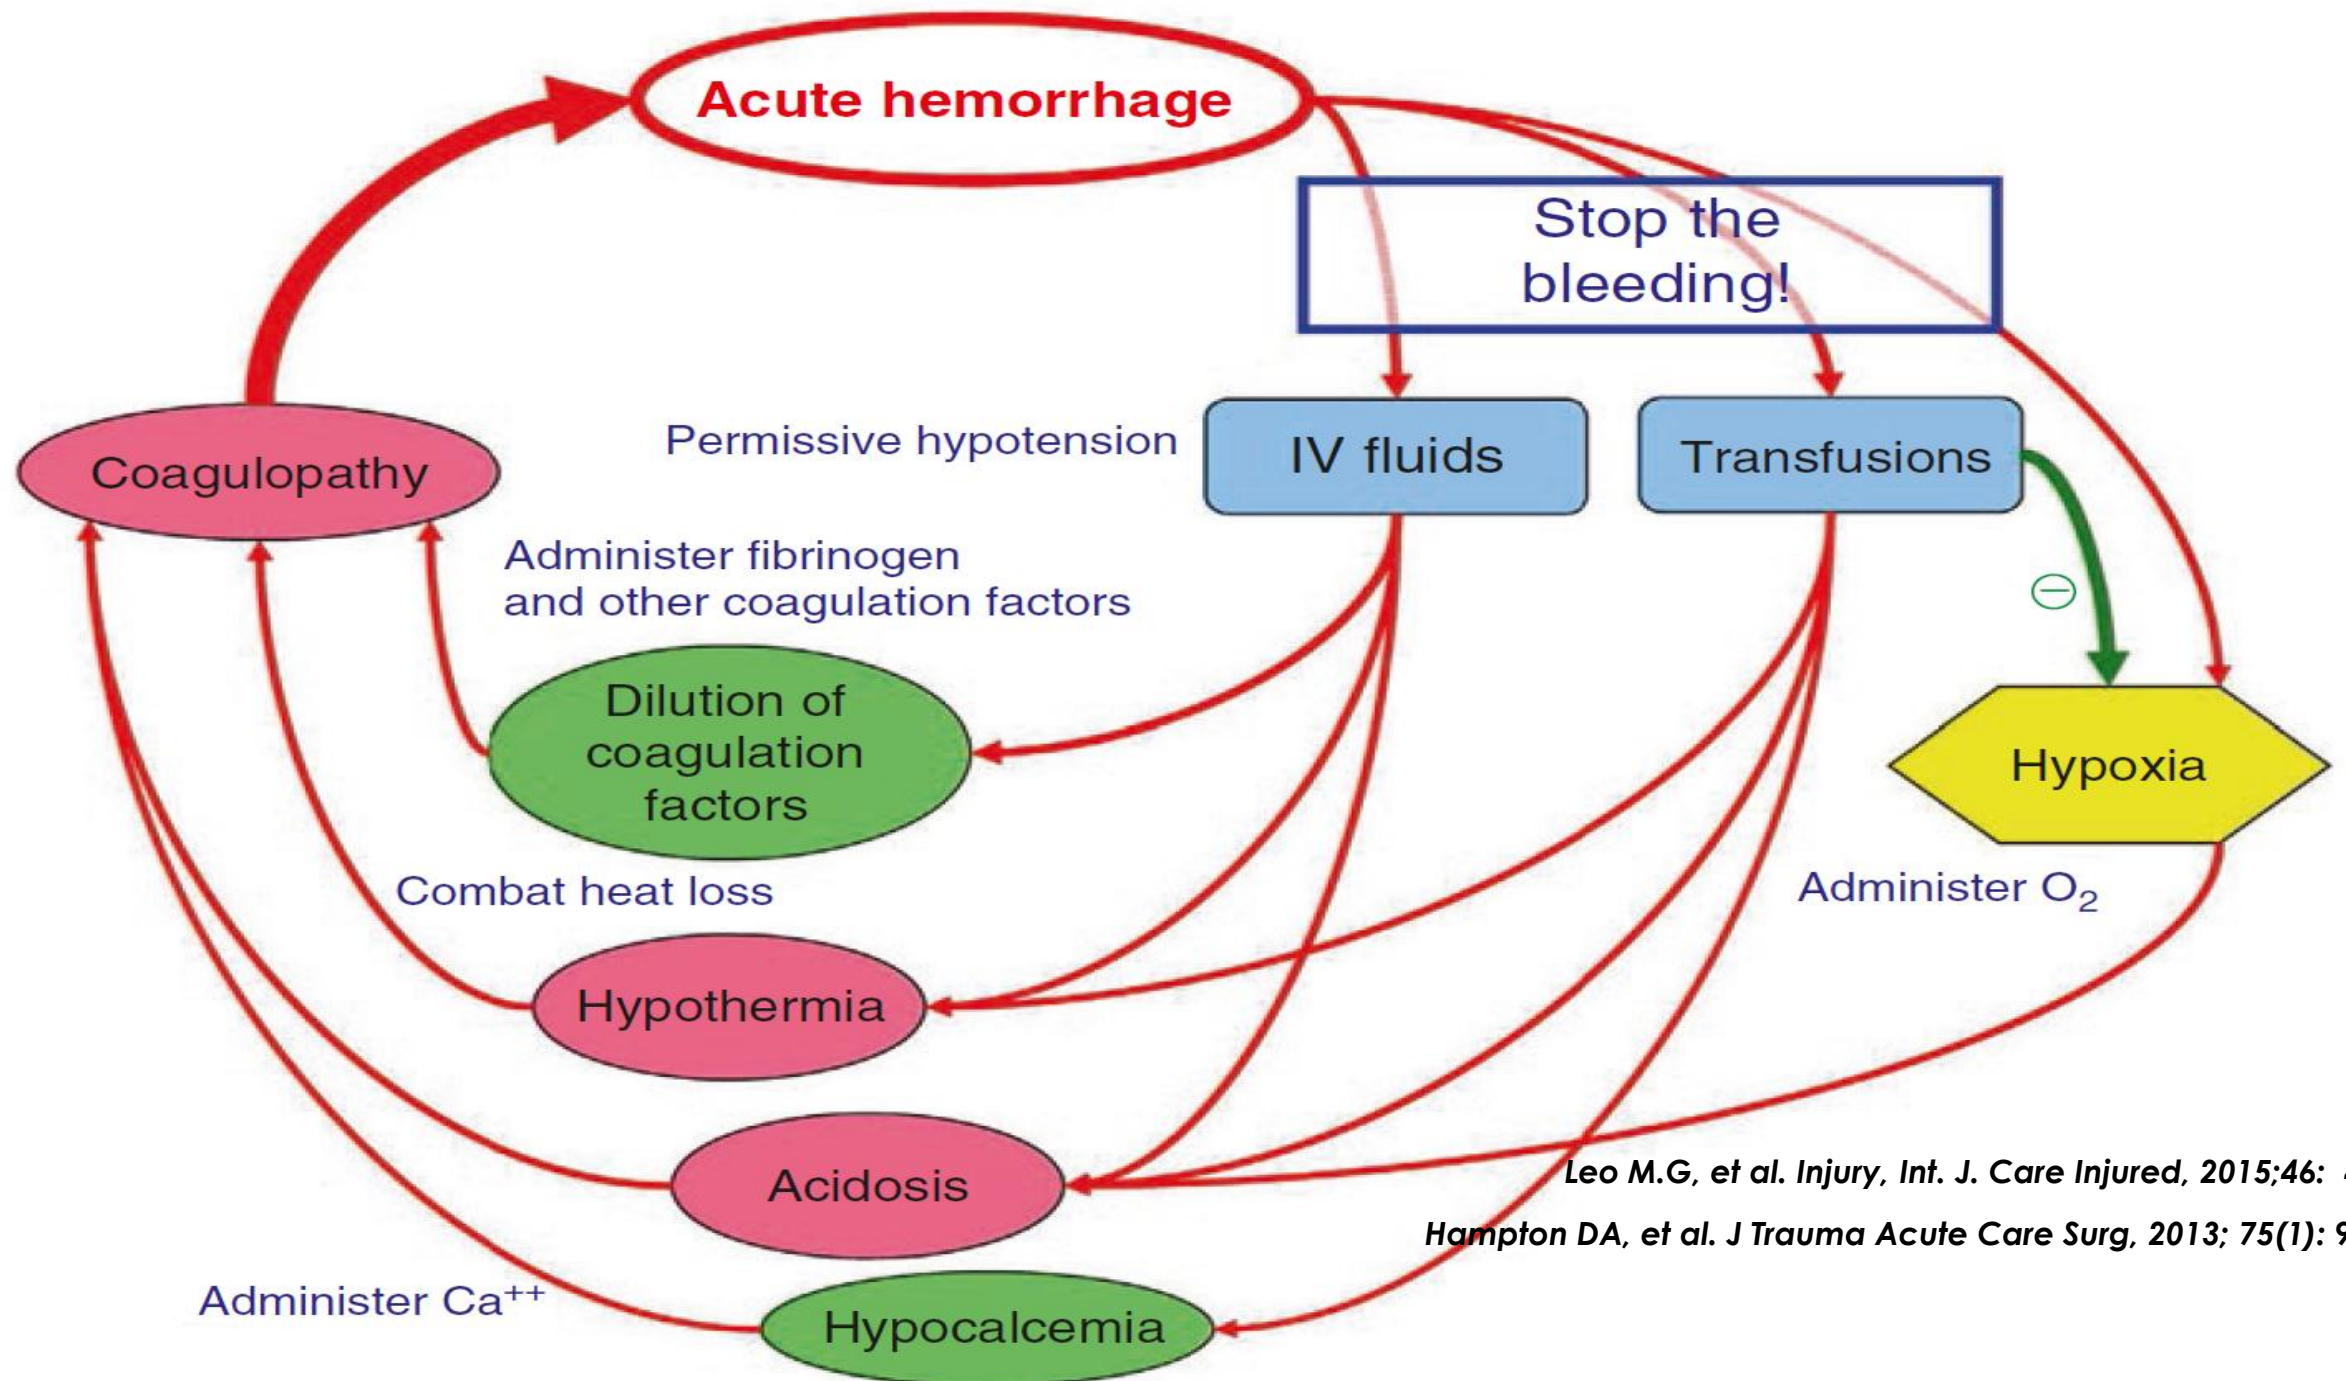 Acute hemorrhage
Stop the
bleeding!
Coagulopathy
Permissive hypotension
IV fluids
Transfusions
Administer fibrinogen
and other coagulation factors
Dilution of
coagulation
factors
Hypoxia
Combat heat loss
Administer O₂
Hypothermia
Acidosis
Leo M.G, et al. Injury, Int. J. Care Injured, 2015;46:
Hampton DA, et al. J Trauma Acute Care Surg, 2013; 75(1): 9
Administer Ca⁺⁺
Hypocalcemia